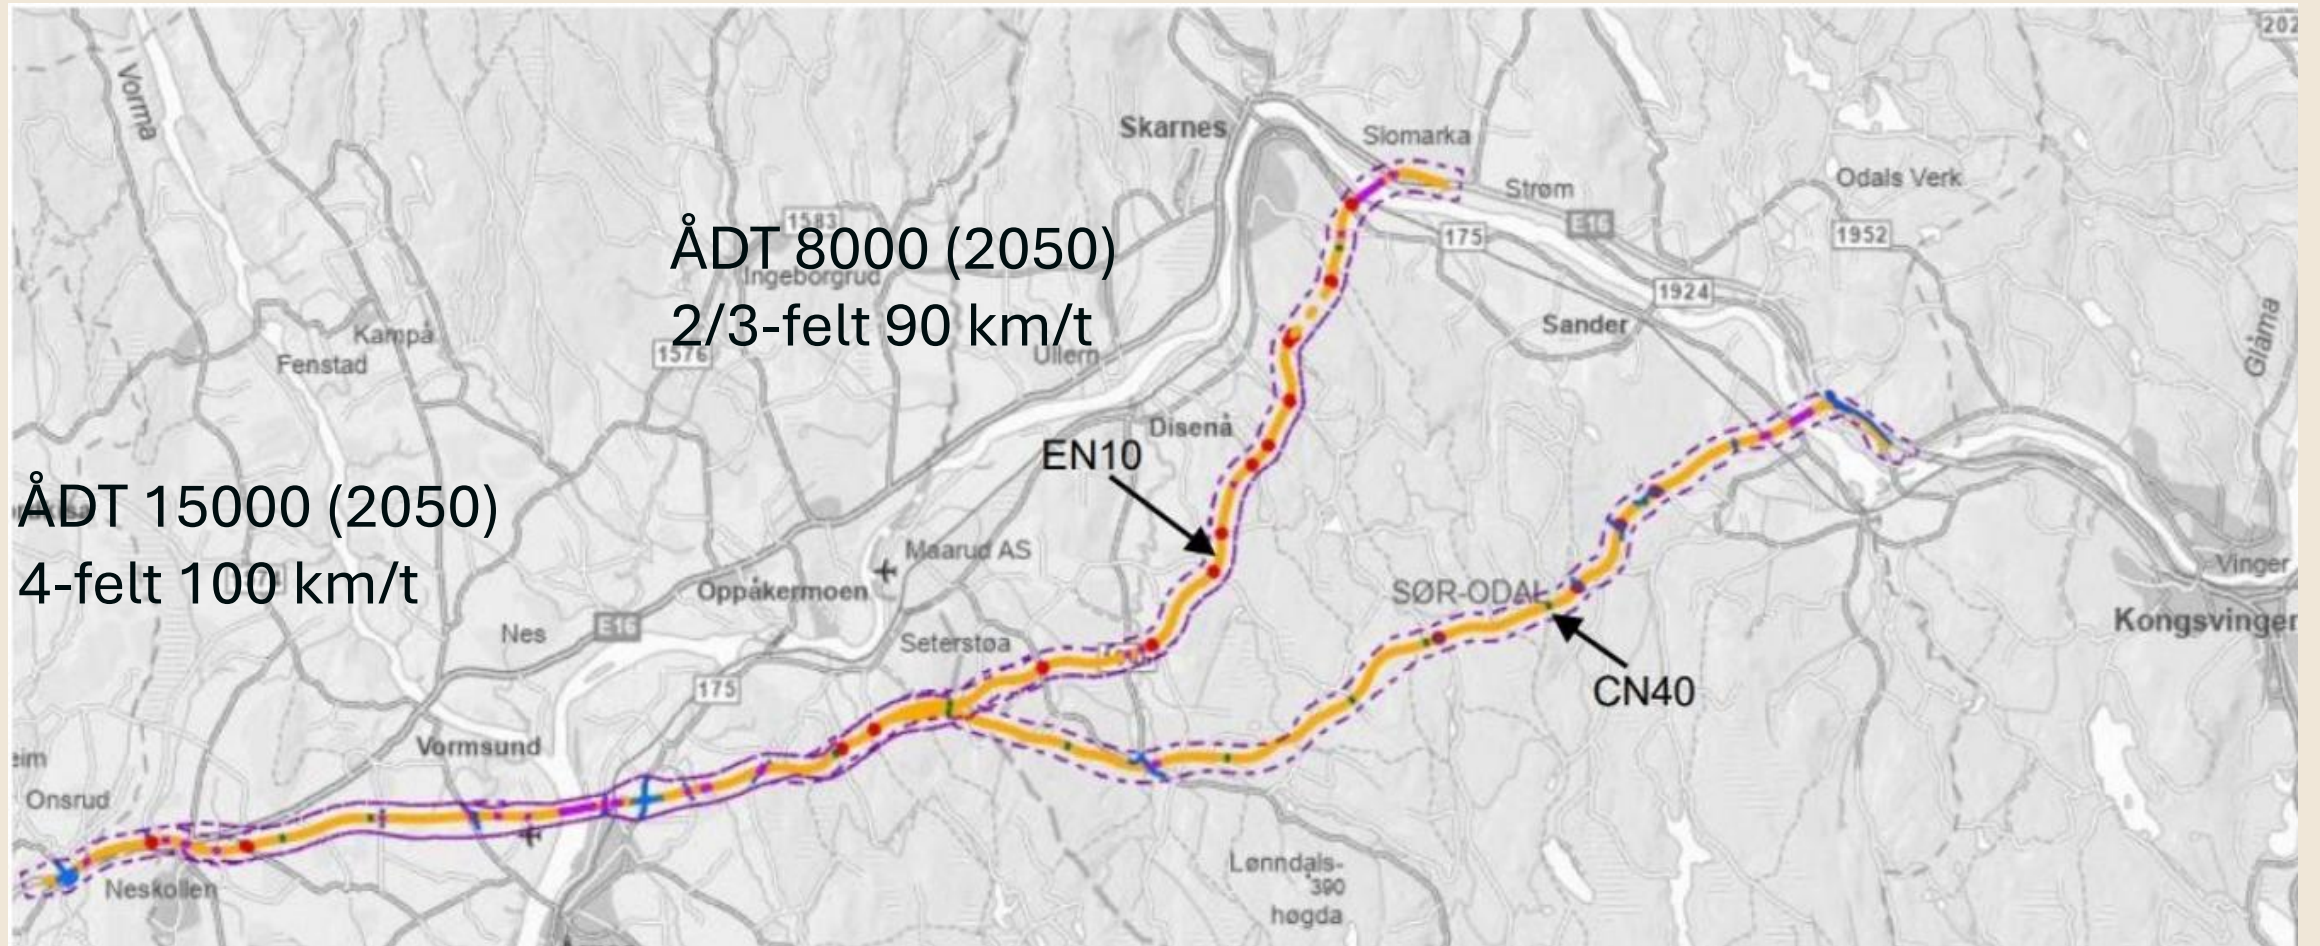 202
Vorma
Skarnes
Slomarka
Strøm
E16
Odals Verk
1952
175
1583
ÅDT 8000 (2050)
Ingeborgrud
2/3-felt 90 km/t
1576
Ullern
Kampå
Fenstad
1924
Sander
Glåma
Disenå
EN10
ÅDT 15000 (2050)
4-felt 100 km/t
Maarud AS
Oppåkermoen
SØR-ODAL
Vinger
Kongsvinger
Nes
E16
Seterstøa
175
CN40
Vormsund
eim
Onsrud
Neskollen
Lønndals-
390
høgda